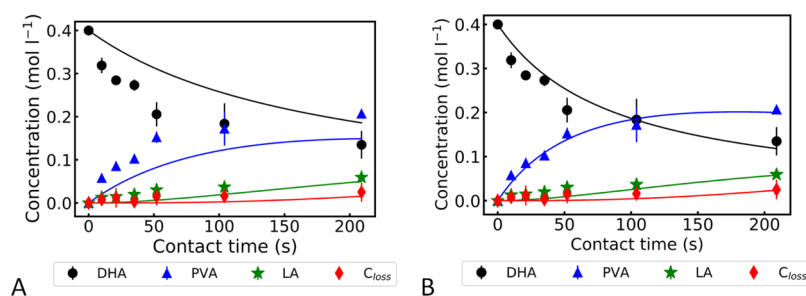 0.4
0.3
0.2
0.1
0.0
Concentration (mol l⁻¹)
0 50 100 150 200
Contact time (s)
A
DHA PVA LA C_loss
0.4
0.3
0.2
0.1
0.0
Concentration (mol l⁻¹)
0 50 100 150 200
Contact time (s)
B
DHA PVA LA C_loss